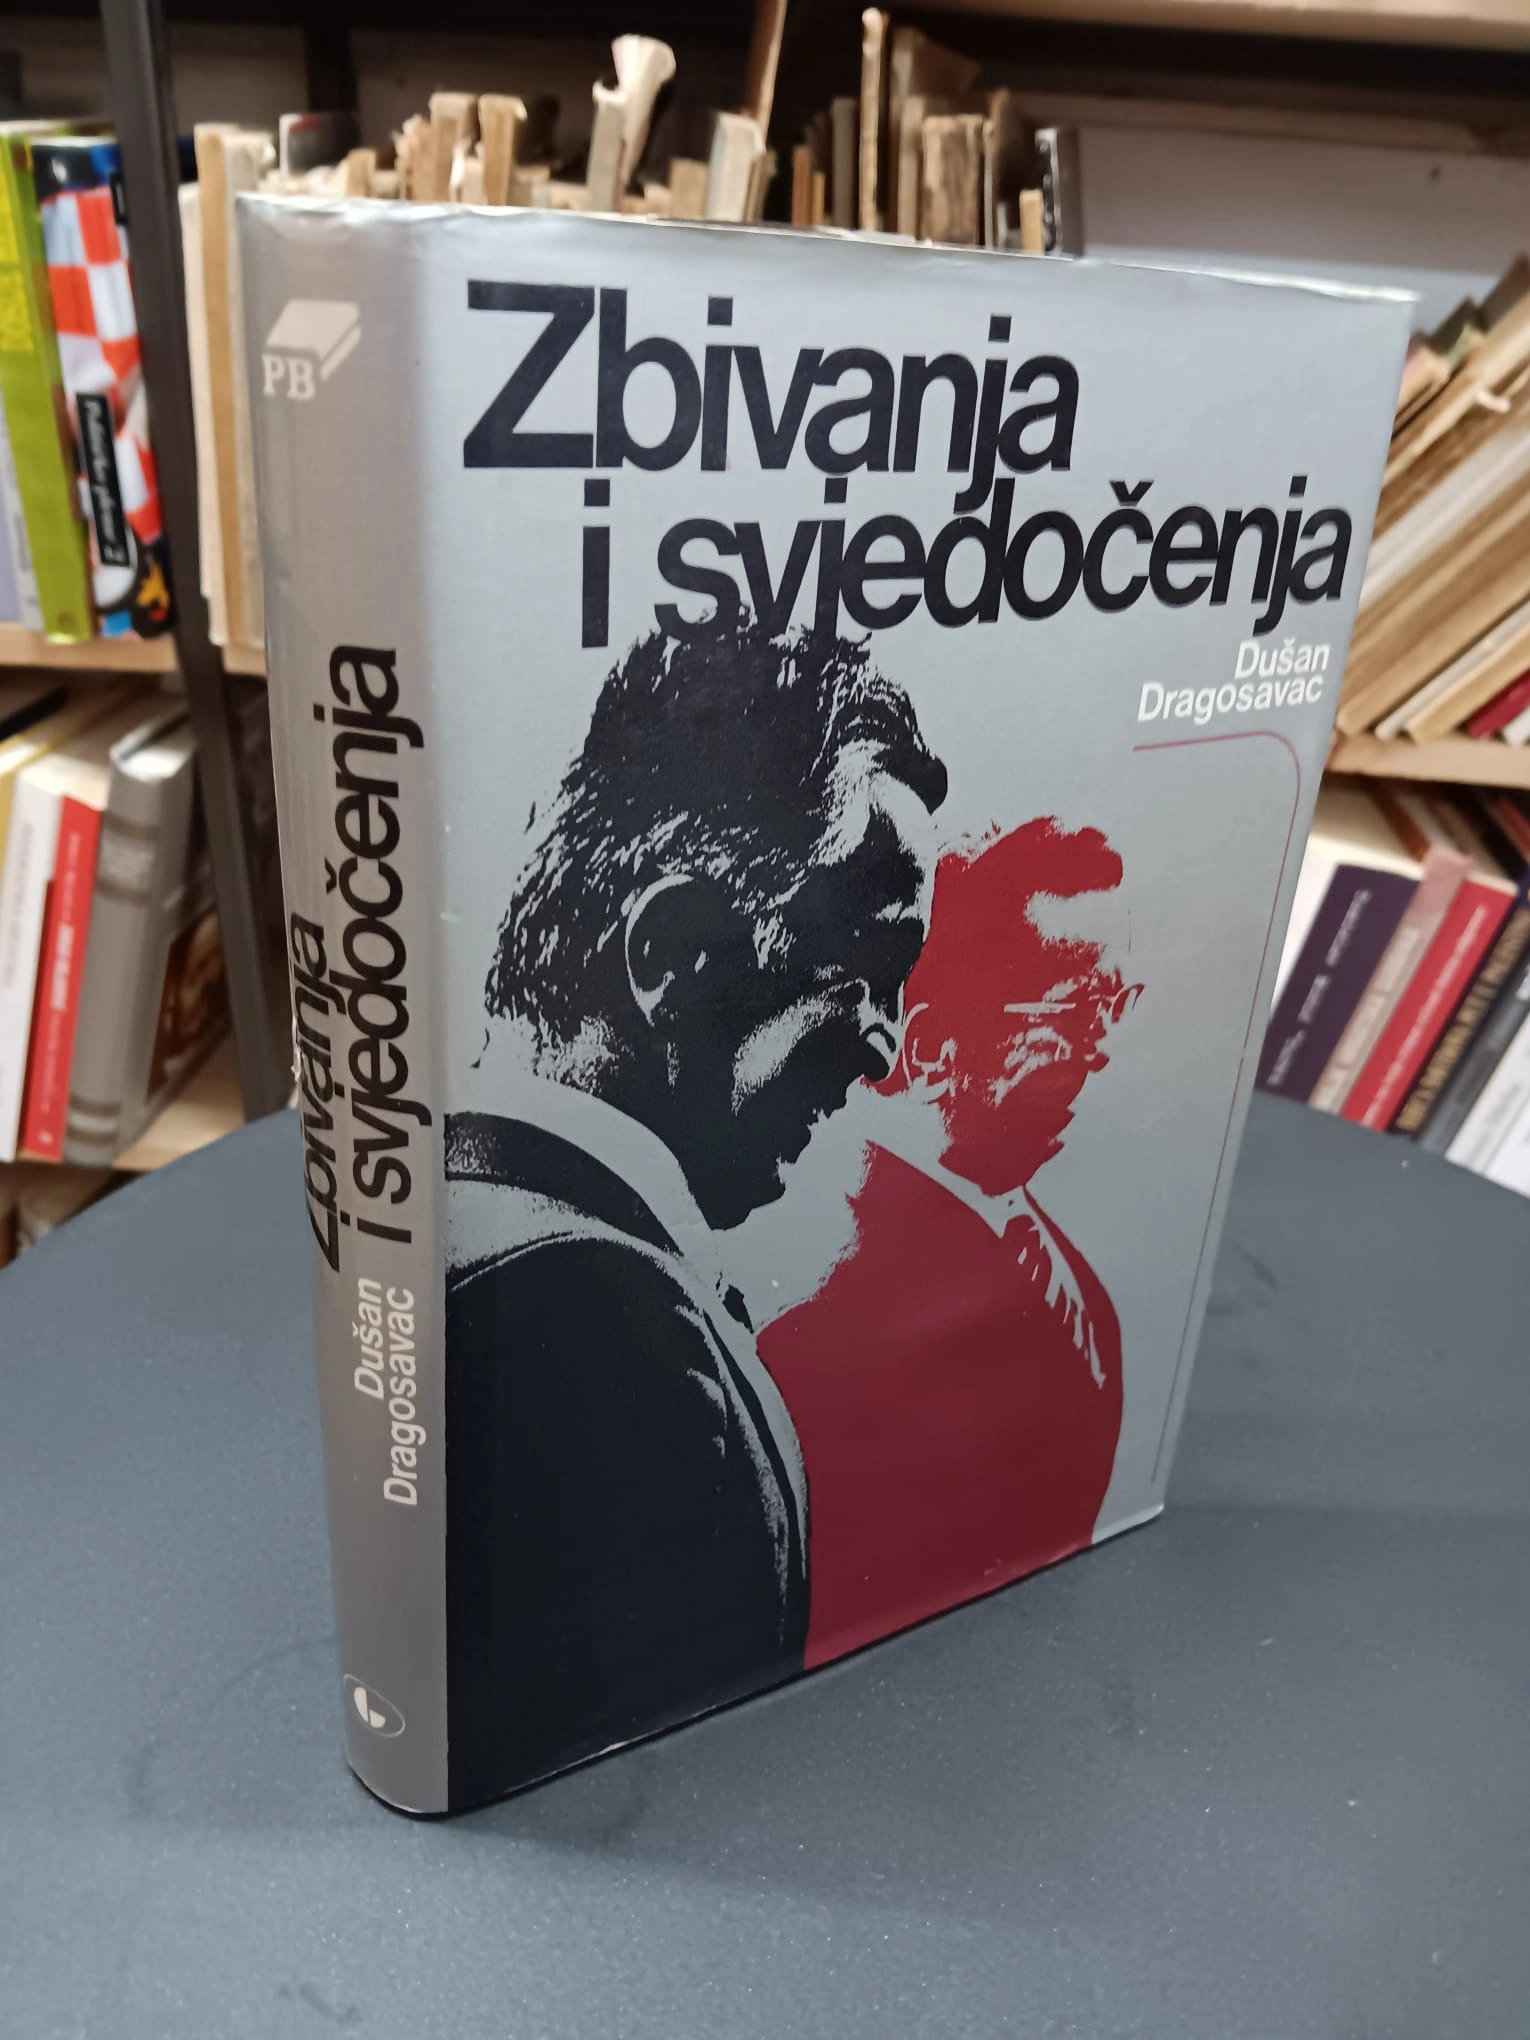 Zbivanja
i svjedočenja
Dušan
Dragosavac
PB
Zbivanja
i svjedočenja
Dušan
Dragosavac